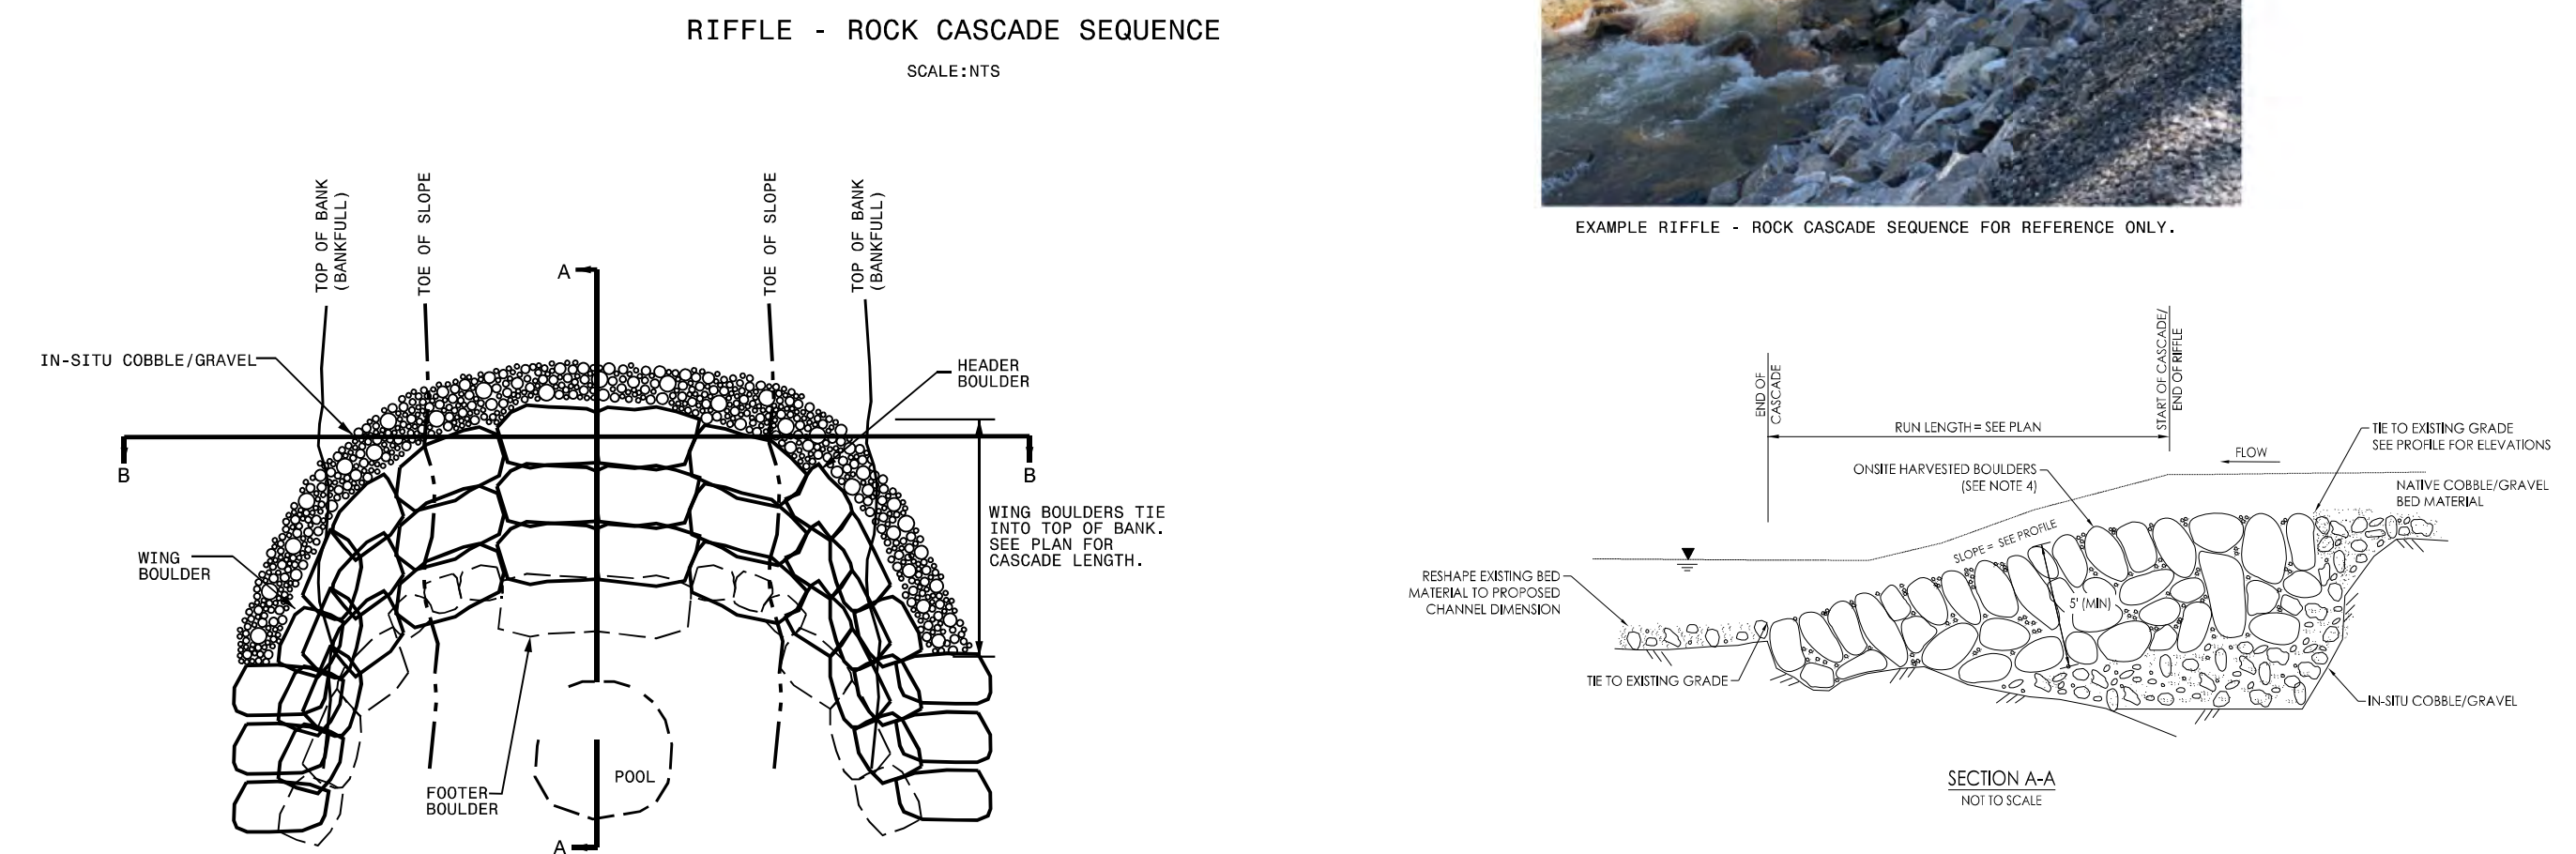 RIFFLE - ROCK CASCADE SEQUENCE
SCALE:NTS
TOP OF BANK
(BANKFULL)
TOE OF SLOPE
TOE OF SLOPE
TOP OF BANK
(BANKFULL)
A
IN-SITU COBBLE/GRAVEL
HEADER
BOULDER
B
B
WING BOULDERS TIE
INTO TOP OF BANK.
SEE PLAN FOR
CASCADE LENGTH.
WING
BOULDER
POOL
FOOTER
BOULDER
A
EXAMPLE RIFFLE - ROCK CASCADE SEQUENCE FOR REFERENCE ONLY.
END OF
CASCADE
START OF CASCADE/
END OF RIFFLE
RUN LENGTH = SEE PLAN
TIE TO EXISTING GRADE
SEE PROFILE FOR ELEVATIONS
FLOW
ONSITE HARVESTED BOULDERS
(SEE NOTE 4)
NATIVE COBBLE/GRAVEL
BED MATERIAL
SLOPE = SEE PROFILE
RESHAPE EXISTING BED
MATERIAL TO PROPOSED
CHANNEL DIMENSION
5' (MIN)
TIE TO EXISTING GRADE
IN-SITU COBBLE/GRAVEL
SECTION A-A
NOT TO SCALE